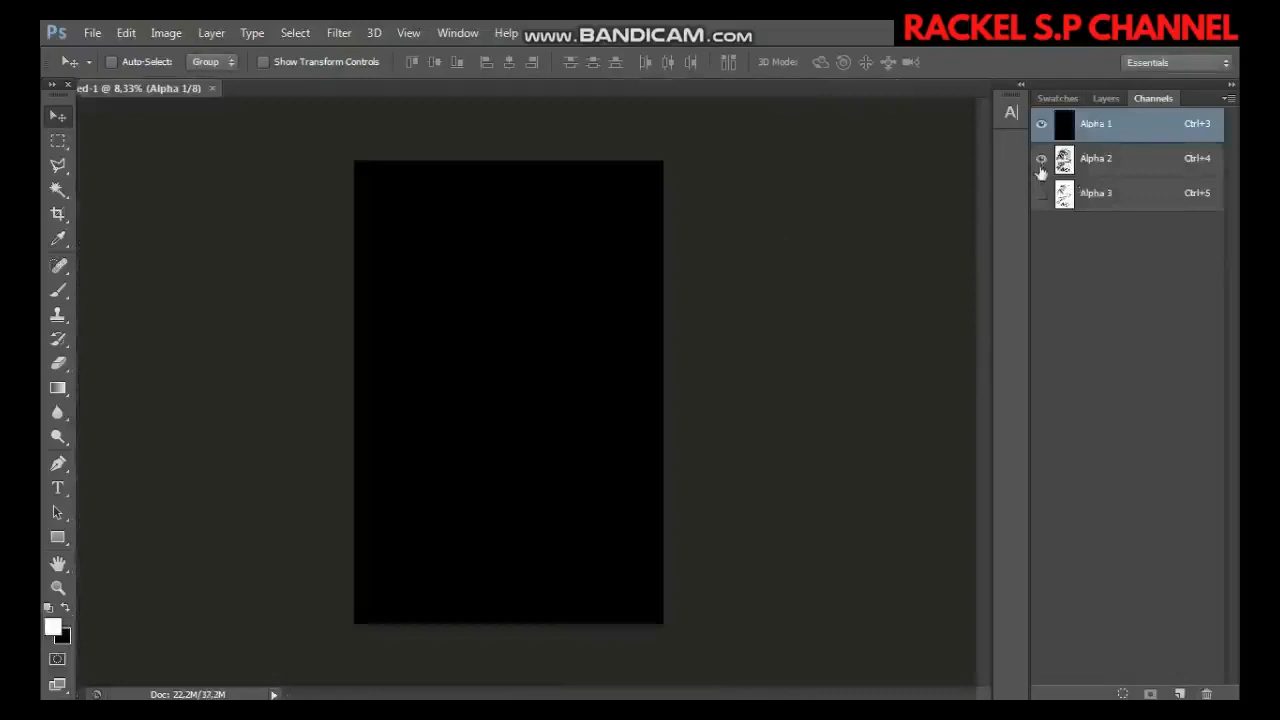 RACKEL S.P CHANNEL
Ps File Edit Image Layer Type Select Filter 3D View Window Help
www.BANDICAM.com
Auto-Select: Group Show Transform Controls 3D Mode: Essentials
ed-1 @ 8,33% (Alpha 1/8)
Swatches Layers Channels
A
Alpha 1 Ctrl+3
Alpha 2 Ctrl+4
Alpha 3 Ctrl+5
T
Doc: 22,2M/37,2M